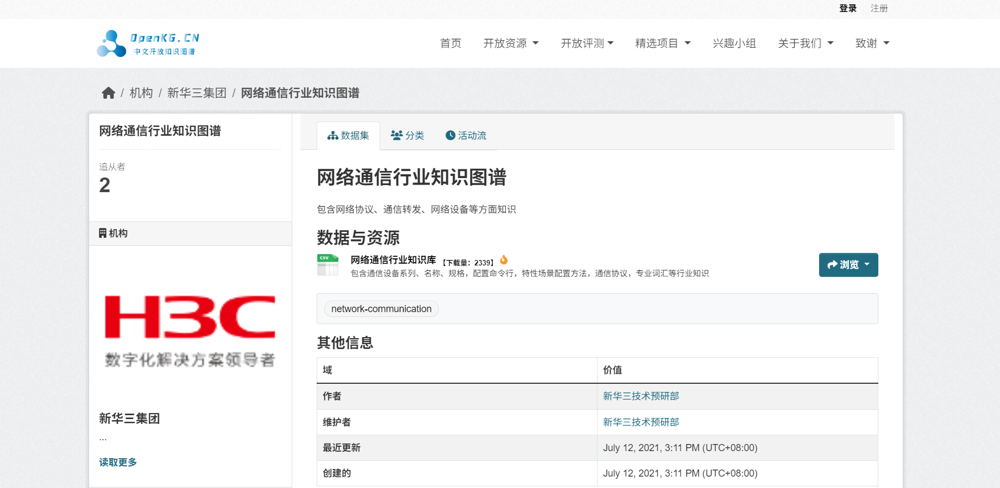 登录 注册
OpenKG.CN
中文开放知识图谱
首页 开放资源 开放评测 精选项目 兴趣小组 关于我们 致谢
/ 机构 / 新华三集团 / 网络通信行业知识图谱
网络通信行业知识图谱
追从者
2
机构
H3C
数字化解决方案领导者
新华三集团
...
读取更多
数据集 分类 活动流
网络通信行业知识图谱
包含网络协议、通信转发、网络设备等方面知识
数据与资源
CSV
网络通信行业知识库 【下载量：2339】
包含通信设备系列、名称、规格，配置命令行，特性场景配置方法，通信协议，专业词汇等行业知识
浏览
network-communication
其他信息
域 价值
作者 新华三技术预研部
维护者 新华三技术预研部
最近更新 July 12, 2021, 3:11 PM (UTC+08:00)
创建的 July 12, 2021, 3:11 PM (UTC+08:00)